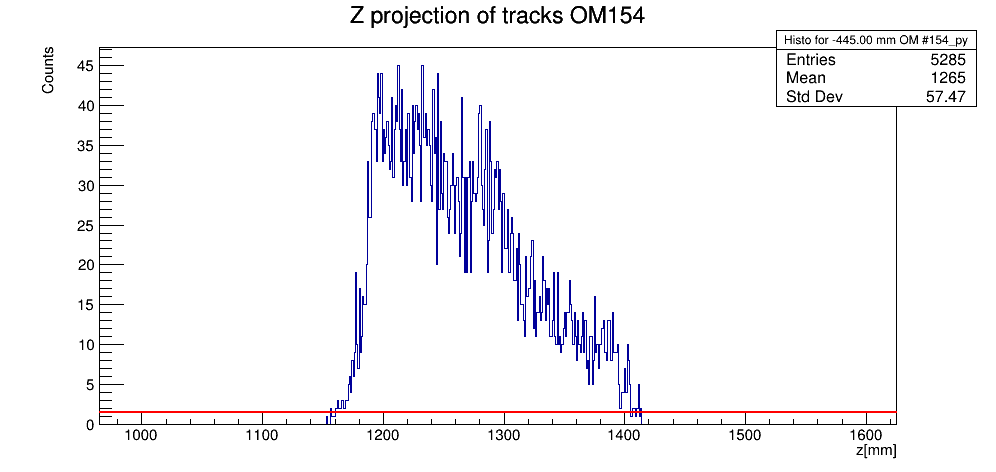 Z projection of tracks OM154
Histo for -445.00 mm OM #154_py
Entries 5285
Mean 1265
Std Dev 57.47
Counts
45
40
35
30
25
20
15
10
5
0
1000 1100 1200 1300 1400 1500 1600
z[mm]